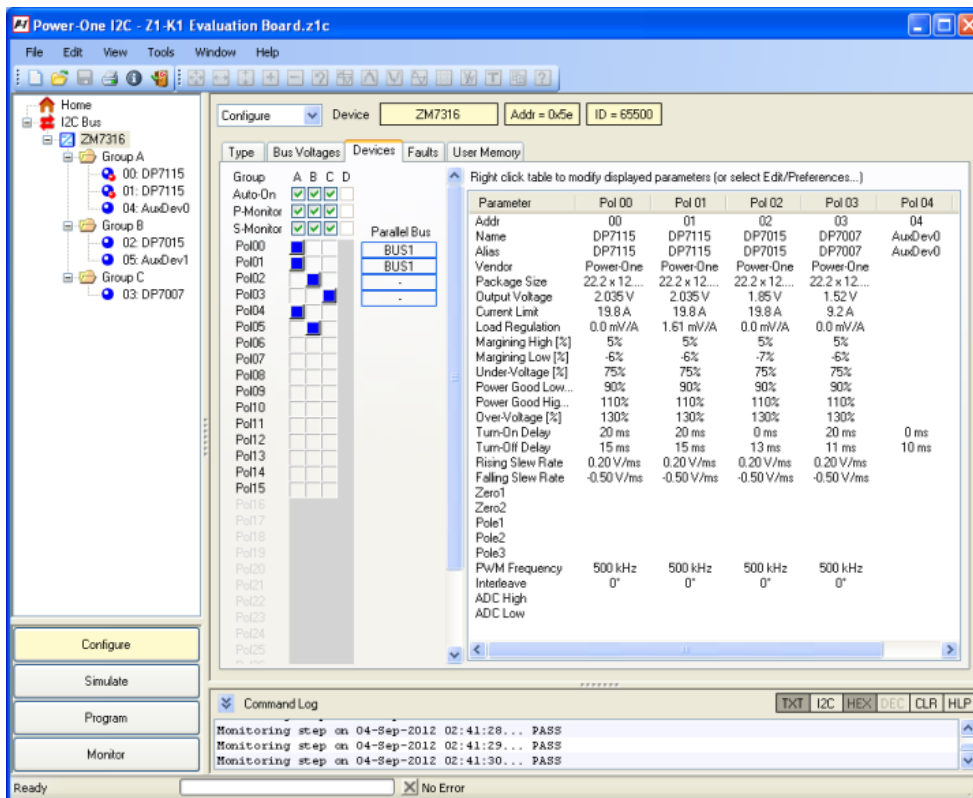 Power-One I2C - Z1-K1 Evaluation Board.z1c
File Edit View Tools Window Help
Home
I2C Bus
ZM7316
Group A
00: DP7115
01: DP7115
04: AuxDev0
Group B
02: DP7015
05: AuxDev1
Group C
03: DP7007
Configure
Simulate
Program
Monitor
Configure Device ZM7316 Addr = 0x5e ID = 65500
Type Bus Voltages Devices Faults User Memory
Group A B C D
Auto-On
P-Monitor
S-Monitor Parallel Bus
Pol00 BUS1
Pol01 BUS1
Pol02 -
Pol03 -
Pol04
Pol05
Pol06
Pol07
Pol08
Pol09
Pol10
Pol11
Pol12
Pol13
Pol14
Pol15
Pol16
Pol17
Pol18
Pol19
Pol20
Pol21
Pol22
Pol23
Pol24
Pol25
Right click table to modify displayed parameters (or select Edit/Preferences...)
Parameter Pol 00 Pol 01 Pol 02 Pol 03 Pol 04
Addr 00 01 02 03 04
Name DP7115 DP7115 DP7015 DP7007 AuxDev0
Alias DP7115 DP7115 DP7015 DP7007 AuxDev0
Vendor Power-One Power-One Power-One Power-One
Package Size 22.2 x 12.... 22.2 x 12.... 22.2 x 12.... 22.2 x 12....
Output Voltage 2.035 V 2.035 V 1.85 V 1.52 V
Current Limit 19.8 A 19.8 A 19.8 A 9.2 A
Load Regulation 0.0 mV/A 1.61 mV/A 0.0 mV/A 0.0 mV/A
Margining High [%] 5% 5% 5% 5%
Margining Low [%] -6% -6% -7% -6%
Under-Voltage [%] 75% 75% 75% 75%
Power Good Low... 90% 90% 90% 90%
Power Good Hig... 110% 110% 110% 110%
Over-Voltage [%] 130% 130% 130% 130%
Turn-On Delay 20 ms 20 ms 0 ms 20 ms 0 ms
Turn-Off Delay 15 ms 15 ms 13 ms 11 ms 10 ms
Rising Slew Rate 0.20 V/ms 0.20 V/ms 0.20 V/ms 0.20 V/ms
Falling Slew Rate -0.50 V/ms -0.50 V/ms -0.50 V/ms -0.50 V/ms
Zero1
Zero2
Pole1
Pole2
Pole3
PWM Frequency 500 kHz 500 kHz 500 kHz 500 kHz
Interleave 0° 0° 0° 0°
ADC High
ADC Low
Command Log TXT I2C HEX DEC CLR HLP
Monitoring step on 04-Sep-2012 02:41:28... PASS
Monitoring step on 04-Sep-2012 02:41:29... PASS
Monitoring step on 04-Sep-2012 02:41:30... PASS
Ready No Error